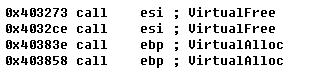 0x403273 call    esi ; VirtualFree
0x4032ce call    esi ; VirtualFree
0x40383e call    ebp ; VirtualAlloc
0x403858 call    ebp ; VirtualAlloc